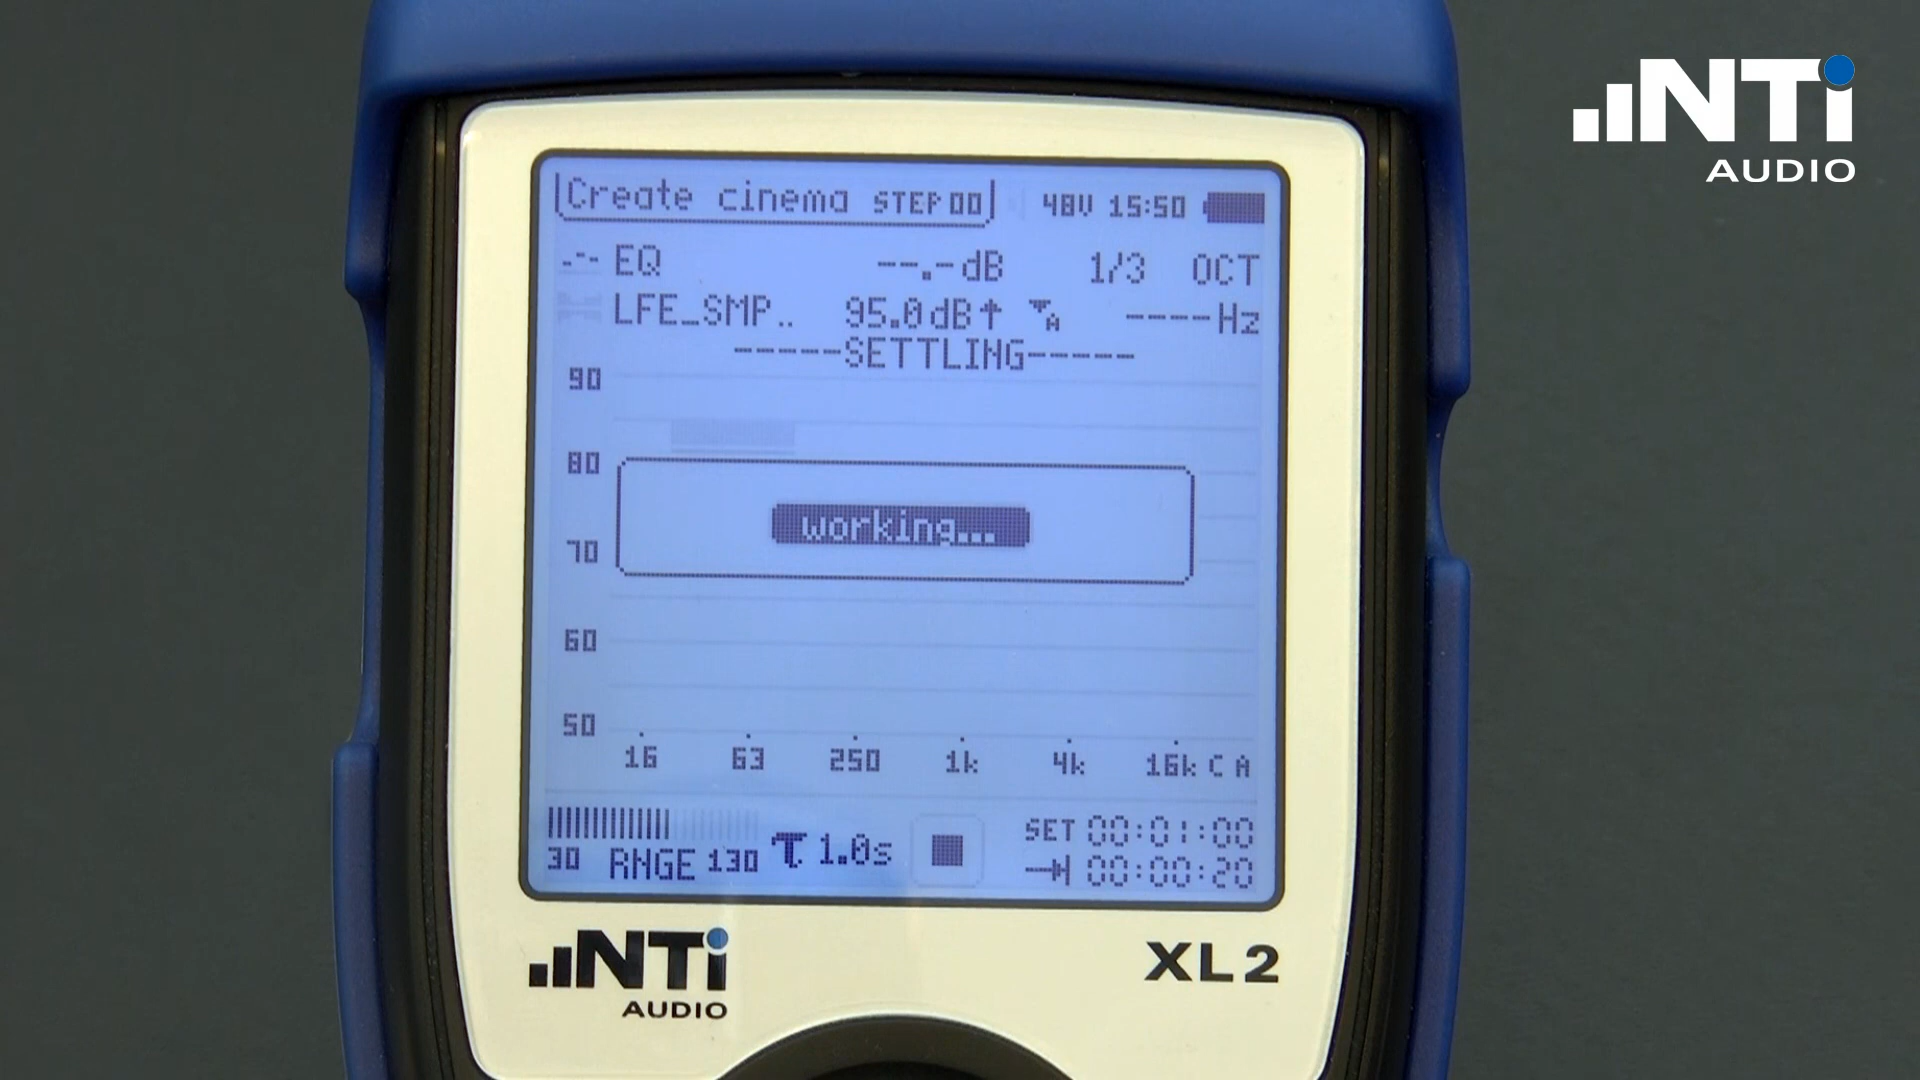 NTi
AUDIO
Create cinema STEP 00 48V 15:50
EQ --.-dB 1/3 OCT
LFE_SMP.. 95.0dB↑ ----Hz
-----SETTLING-----
90
80
working...
70
60
50
16 63 250 1k 4k 16k C A
SET 00:01:00
30 RNGE 130 τ 1.0s 00:00:20
NTi
AUDIO
XL2